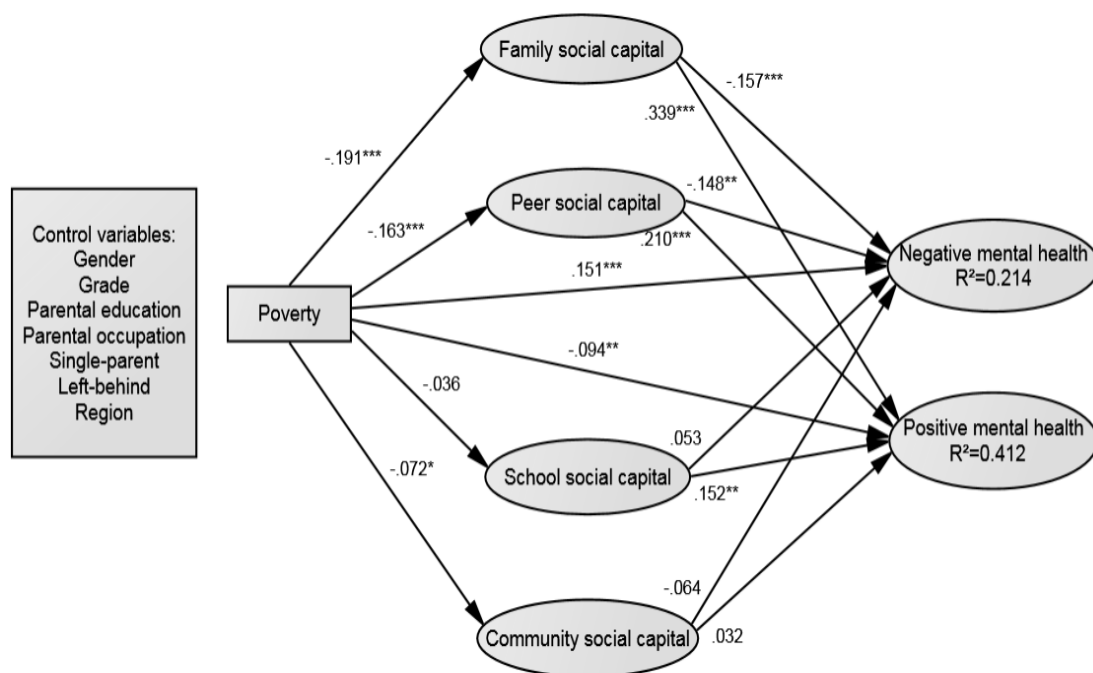 Family social capital
-.157***
.339***
-.191***
Peer social capital
-.148**
.210***
-.163***
Control variables:
Gender
Grade
Parental education
Parental occupation
Single-parent
Left-behind
Region
Negative mental health
R²=0.214
.151***
Poverty
-.094**
-.036
Positive mental health
R²=0.412
.053
School social capital
.152**
-.072*
-.064
Community social capital
.032